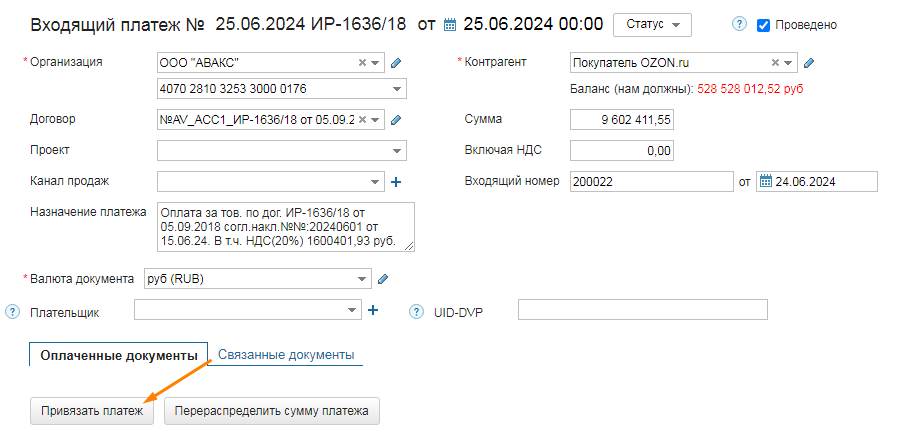 Входящий платеж № 25.06.2024 ИР-1636/18 от 25.06.2024 00:00 Статус ? Проведено
* Организация ООО "АВАКС" * Контрагент Покупатель OZON.ru
4070 2810 3253 3000 0176 Баланс (нам должны): 528 528 012,52 руб
Договор №AV_ACC1_ИР-1636/18 от 05.09.2 Сумма 9 602 411,55
Проект Включая НДС 0,00
Канал продаж Входящий номер 200022 от 24.06.2024
Назначение платежа Оплата за тов. по дог. ИР-1636/18 от
05.09.2018 согл.накл.№№:20240601 от
15.06.24. В т.ч. НДС(20%) 1600401,93 руб.
* Валюта документа руб (RUB)
? Плательщик ? UID-DVP
Оплаченные документы Связанные документы
Привязать платеж Перераспределить сумму платежа